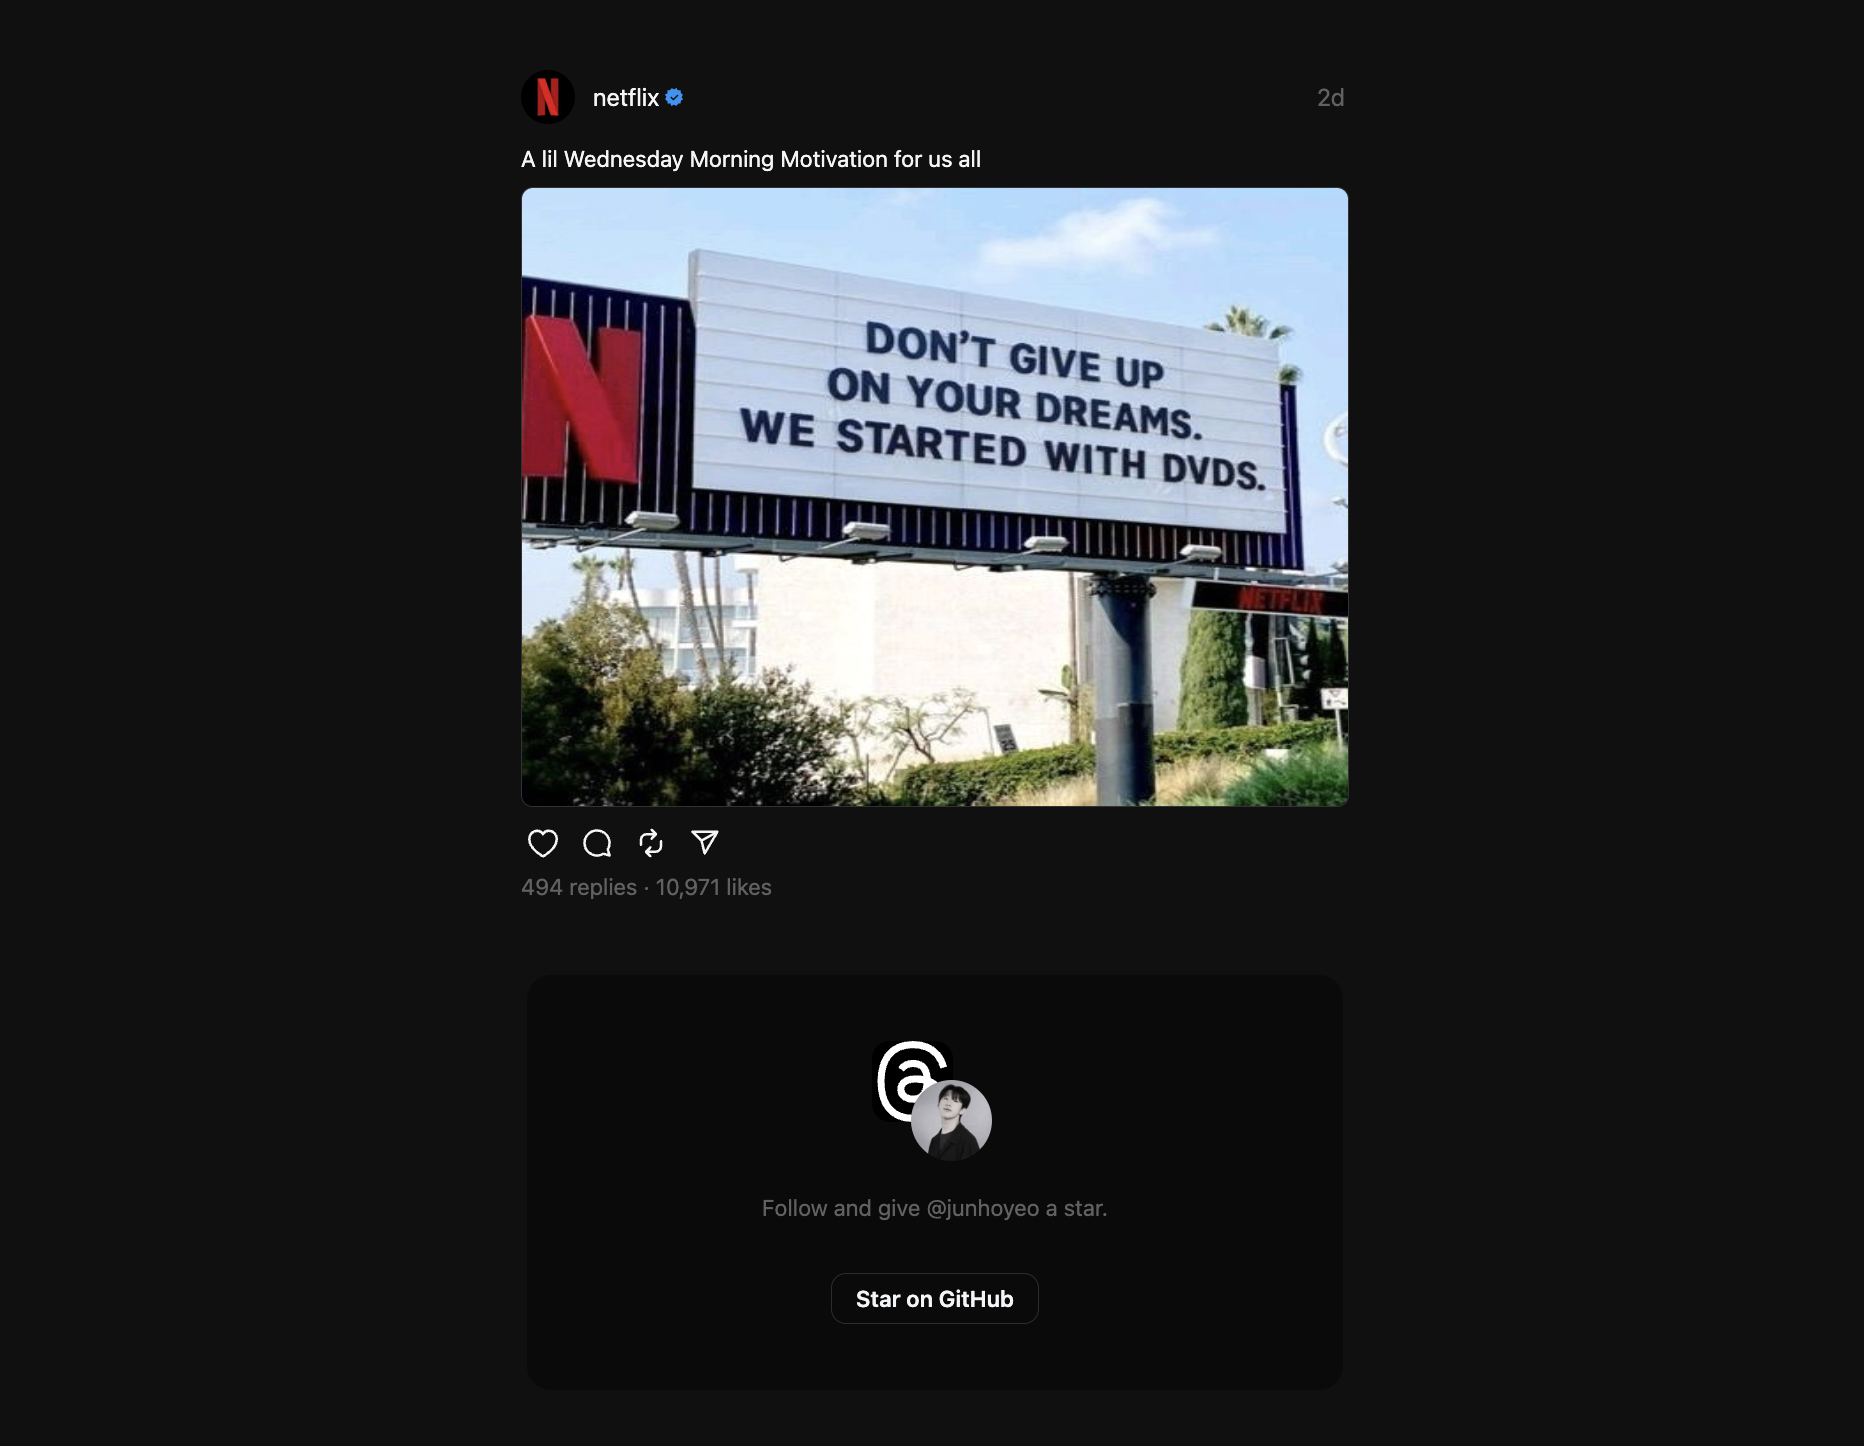 netflix
2d
A lil Wednesday Morning Motivation for us all
N
DON'T GIVE UP
ON YOUR DREAMS.
WE STARTED WITH DVDS.
NETFLIX
494 replies · 10,971 likes
Follow and give @junhoyeo a star.
Star on GitHub